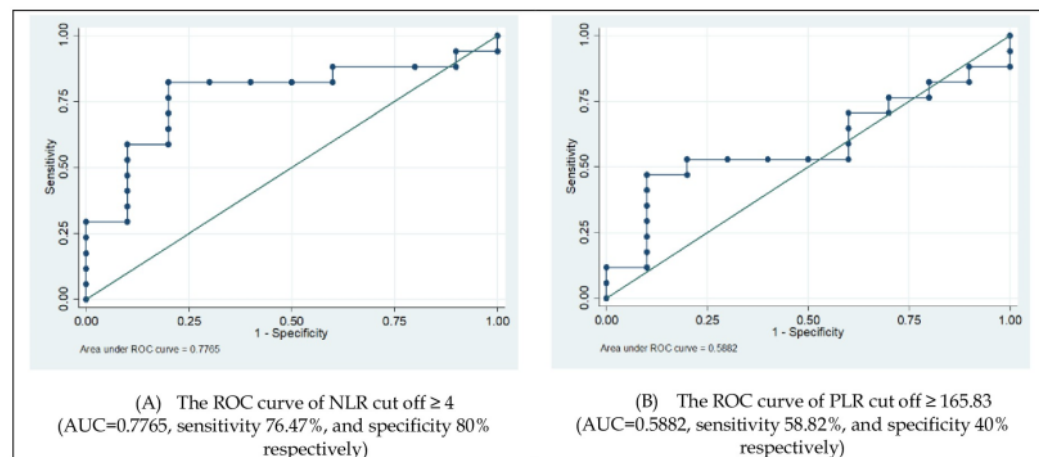 1.00
0.75
0.50
0.25
0.00
Sensitivity
0.00 0.25 0.50 0.75 1.00
1 - Specificity
Area under ROC curve = 0.7765
1.00
0.75
0.50
0.25
0.00
Sensitivity
0.00 0.25 0.50 0.75 1.00
1 - Specificity
Area under ROC curve = 0.5882
(A) The ROC curve of NLR cut off ≥ 4
(AUC=0.7765, sensitivity 76.47%, and specificity 80%
respectively)
(B) The ROC curve of PLR cut off ≥ 165.83
(AUC=0.5882, sensitivity 58.82%, and specificity 40%
respectively)